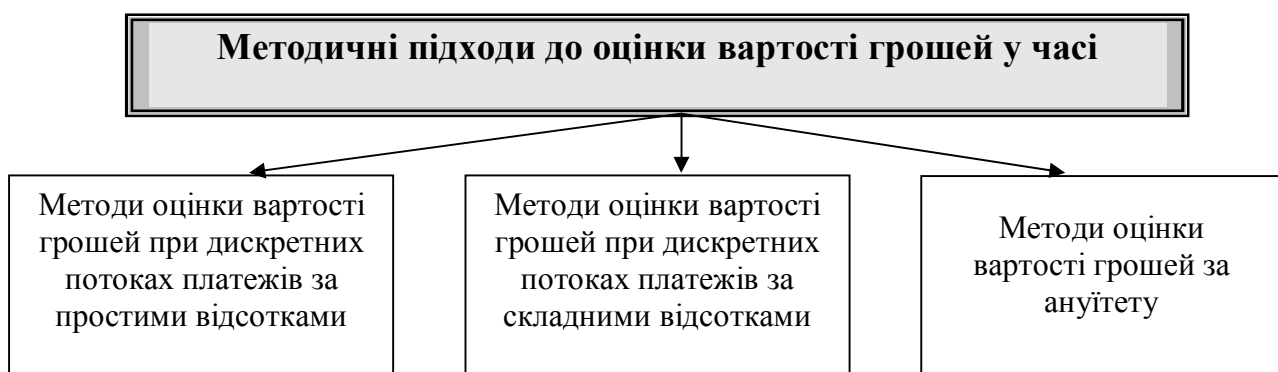 Методичні підходи до оцінки вартості грошей у часі
Методи оцінки вартості
грошей при дискретних
потоках платежів за
простими відсотками
Методи оцінки вартості
грошей при дискретних
потоках платежів за
складними відсотками
Методи оцінки
вартості грошей за
ануїтету